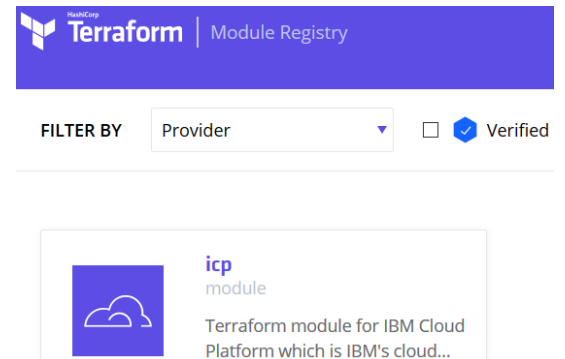 HashiCorp
Terraform | Module Registry
FILTER BY Provider Verified
icp
module
Terraform module for IBM Cloud
Platform which is IBM's cloud...